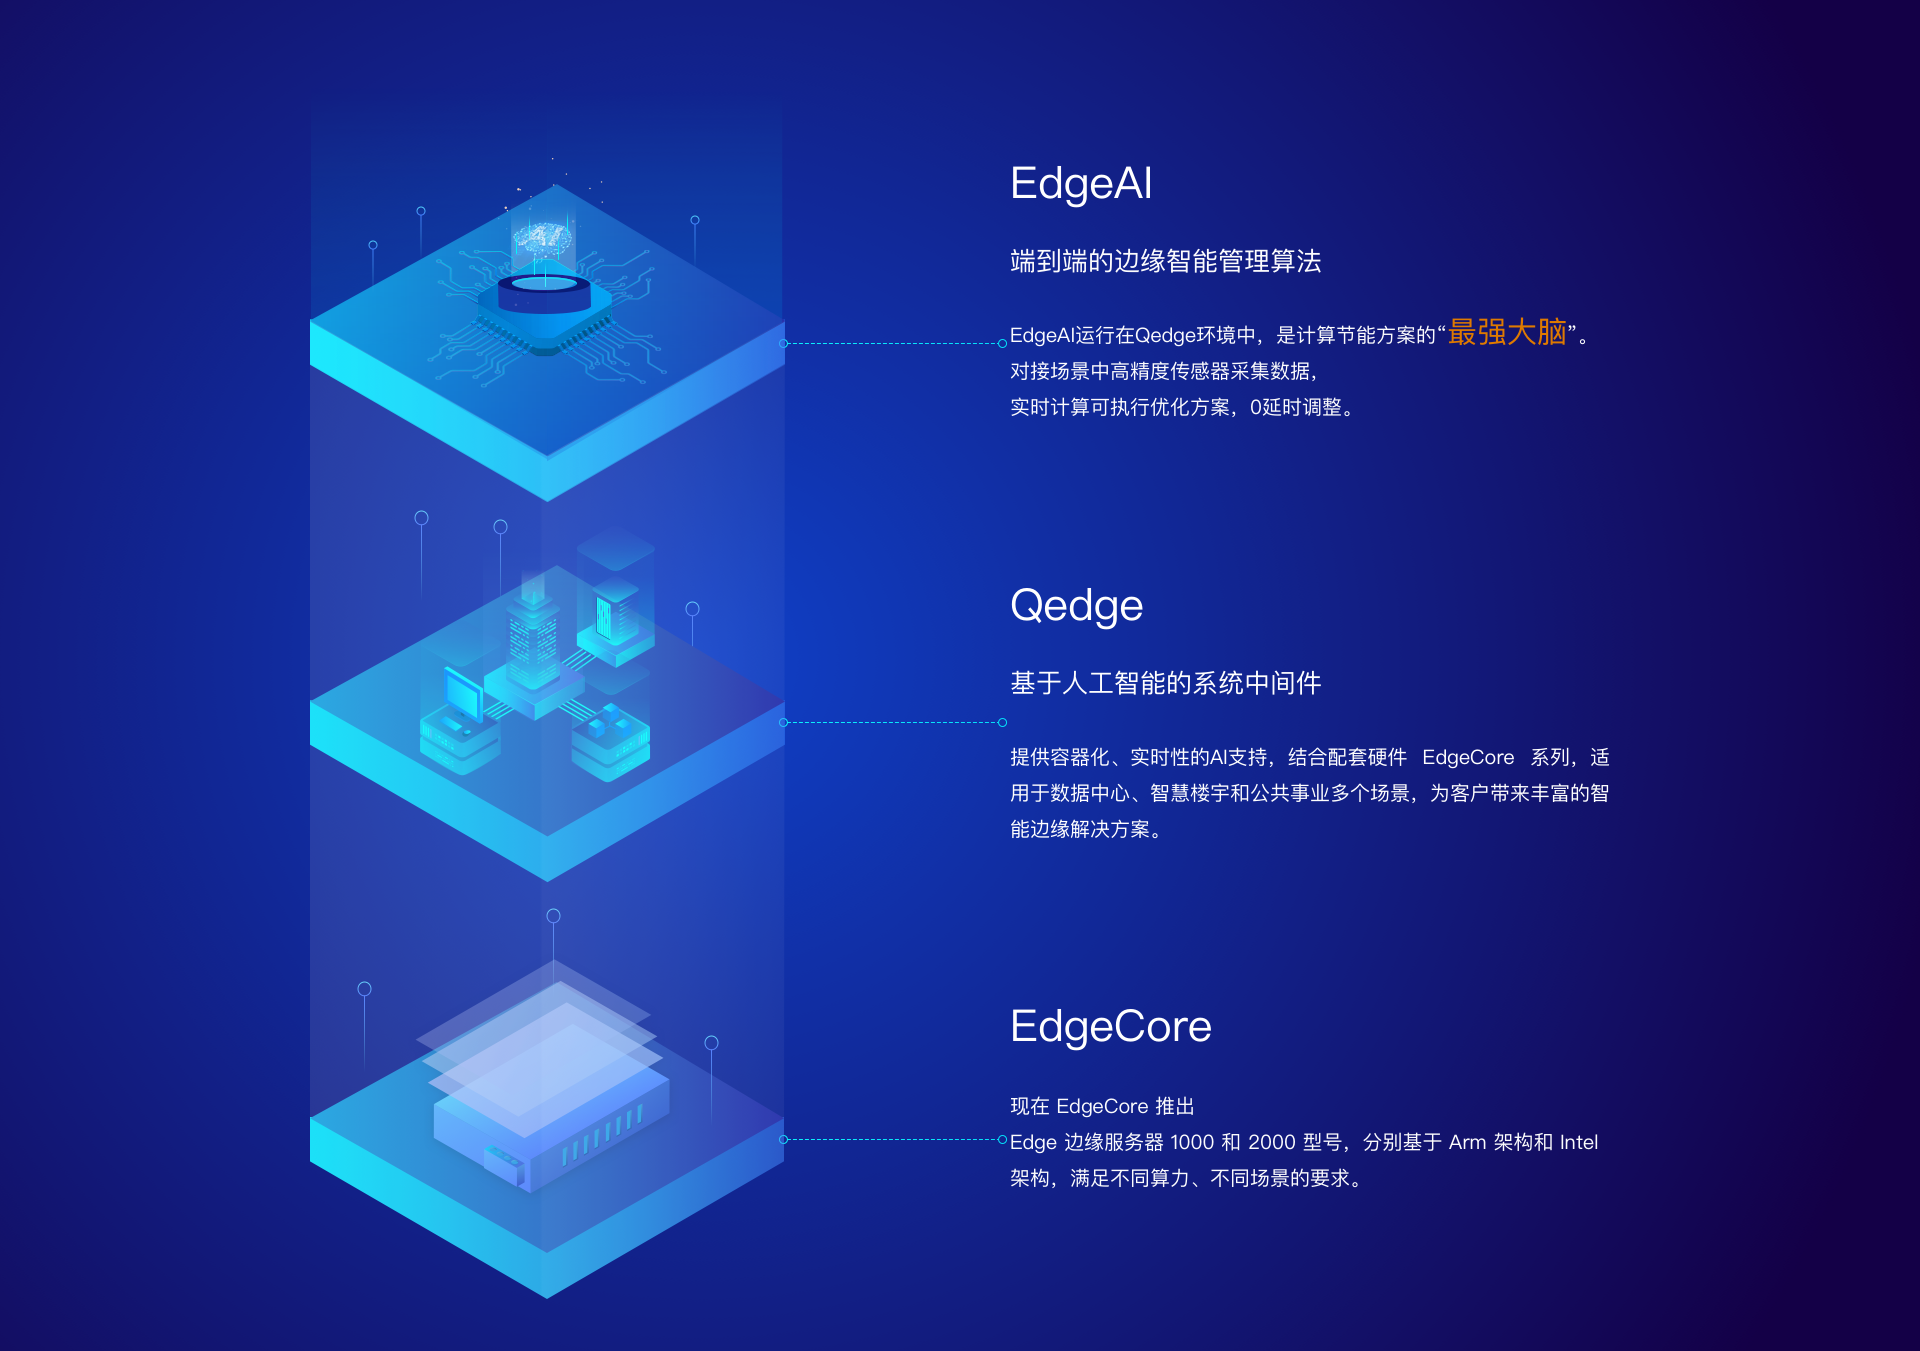 EdgeAI
端到端的边缘智能管理算法
EdgeAI运行在Qedge环境中，是计算节能方案的“最强大脑”。
对接场景中高精度传感器采集数据，
实时计算可执行优化方案，0延时调整。
Qedge
基于人工智能的系统中间件
提供容器化、实时性的AI支持，结合配套硬件 EdgeCore 系列，适
用于数据中心、智慧楼宇和公共事业多个场景，为客户带来丰富的智
能边缘解决方案。
EdgeCore
现在 EdgeCore 推出
Edge 边缘服务器 1000 和 2000 型号，分别基于 Arm 架构和 Intel
架构，满足不同算力、不同场景的要求。